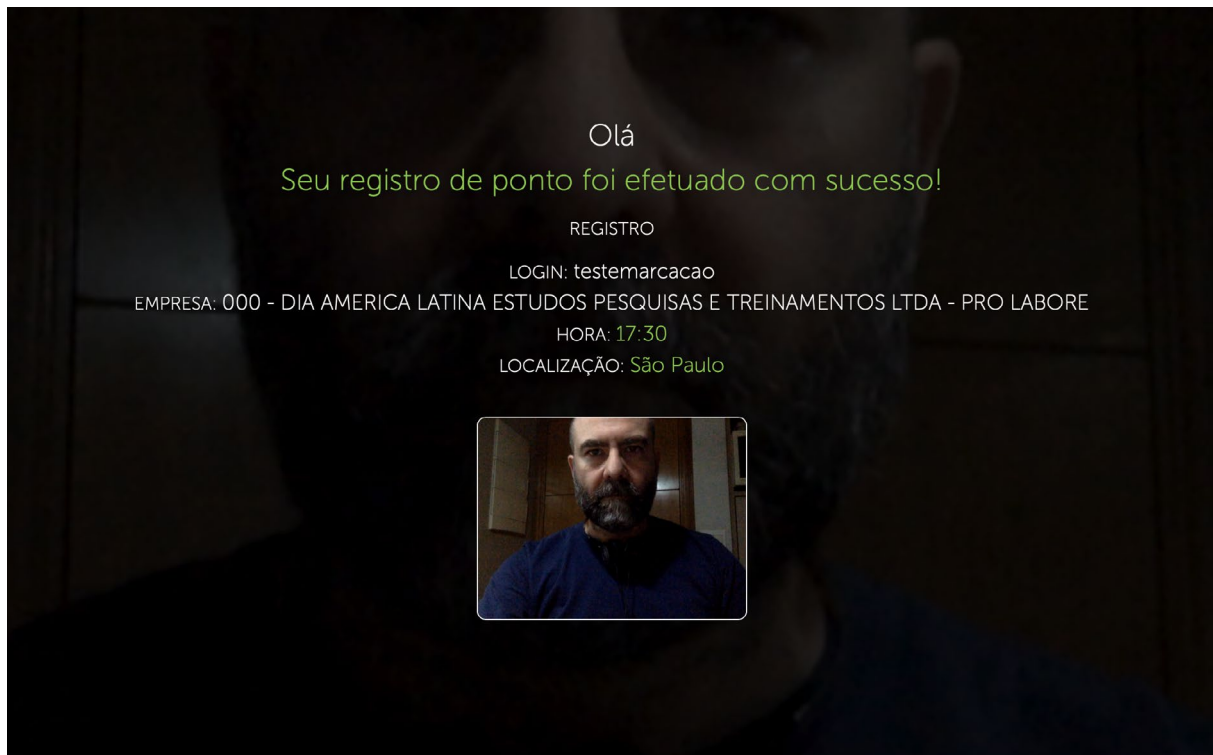 Olá
Seu registro de ponto foi efetuado com sucesso!
REGISTRO
LOGIN: testemarcacao
EMPRESA: 000 - DIA AMERICA LATINA ESTUDOS PESQUISAS E TREINAMENTOS LTDA - PRO LABORE
HORA: 17:30
LOCALIZAÇÃO: São Paulo